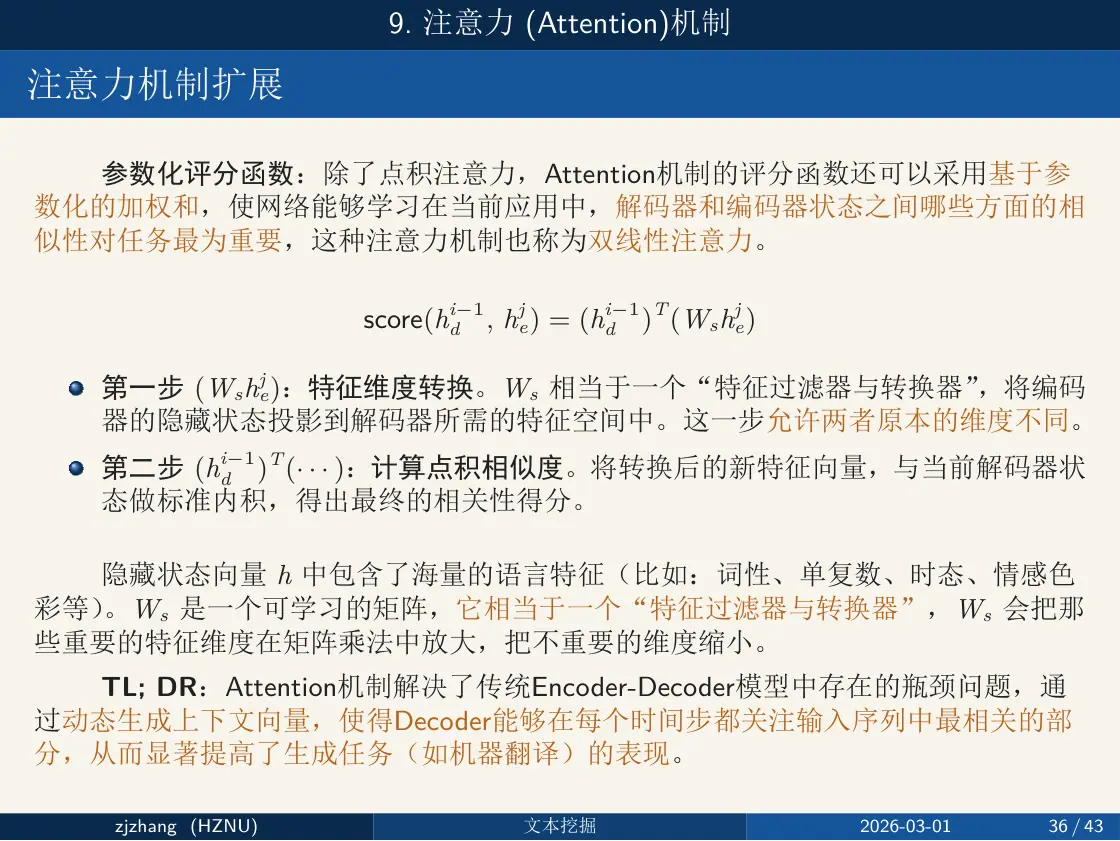 9. 注意力 (Attention)机制
注意力机制扩展
参数化评分函数：除了点积注意力，Attention机制的评分函数还可以采用基于参
数化的加权和，使网络能够学习在当前应用中，解码器和编码器状态之间哪些方面的相
似性对任务最为重要，这种注意力机制也称为双线性注意力。
score(h_d^{i−1}, h_e^j) = (h_d^{i−1})^T(W_s h_e^j)
第一步 (W_s h_e^j)：特征维度转换。W_s 相当于一个“特征过滤器与转换器”，将编码
器的隐藏状态投影到解码器所需的特征空间中。这一步允许两者原本的维度不同。
第二步 (h_d^{i−1})^T(···)：计算点积相似度。将转换后的新特征向量，与当前解码器状
态做标准内积，得出最终的相关性得分。
隐藏状态向量 h 中包含了海量的语言特征（比如：词性、单复数、时态、情感色
彩等）。W_s 是一个可学习的矩阵，它相当于一个“特征过滤器与转换器”，W_s 会把那
些重要的特征维度在矩阵乘法中放大，把不重要的维度缩小。
TL; DR：Attention机制解决了传统Encoder-Decoder模型中存在的瓶颈问题，通
过动态生成上下文向量，使得Decoder能够在每个时间步都关注输入序列中最相关的部
分，从而显著提高了生成任务（如机器翻译）的表现。
zjzhang (HZNU) 文本挖掘 2026-03-01 36 / 43